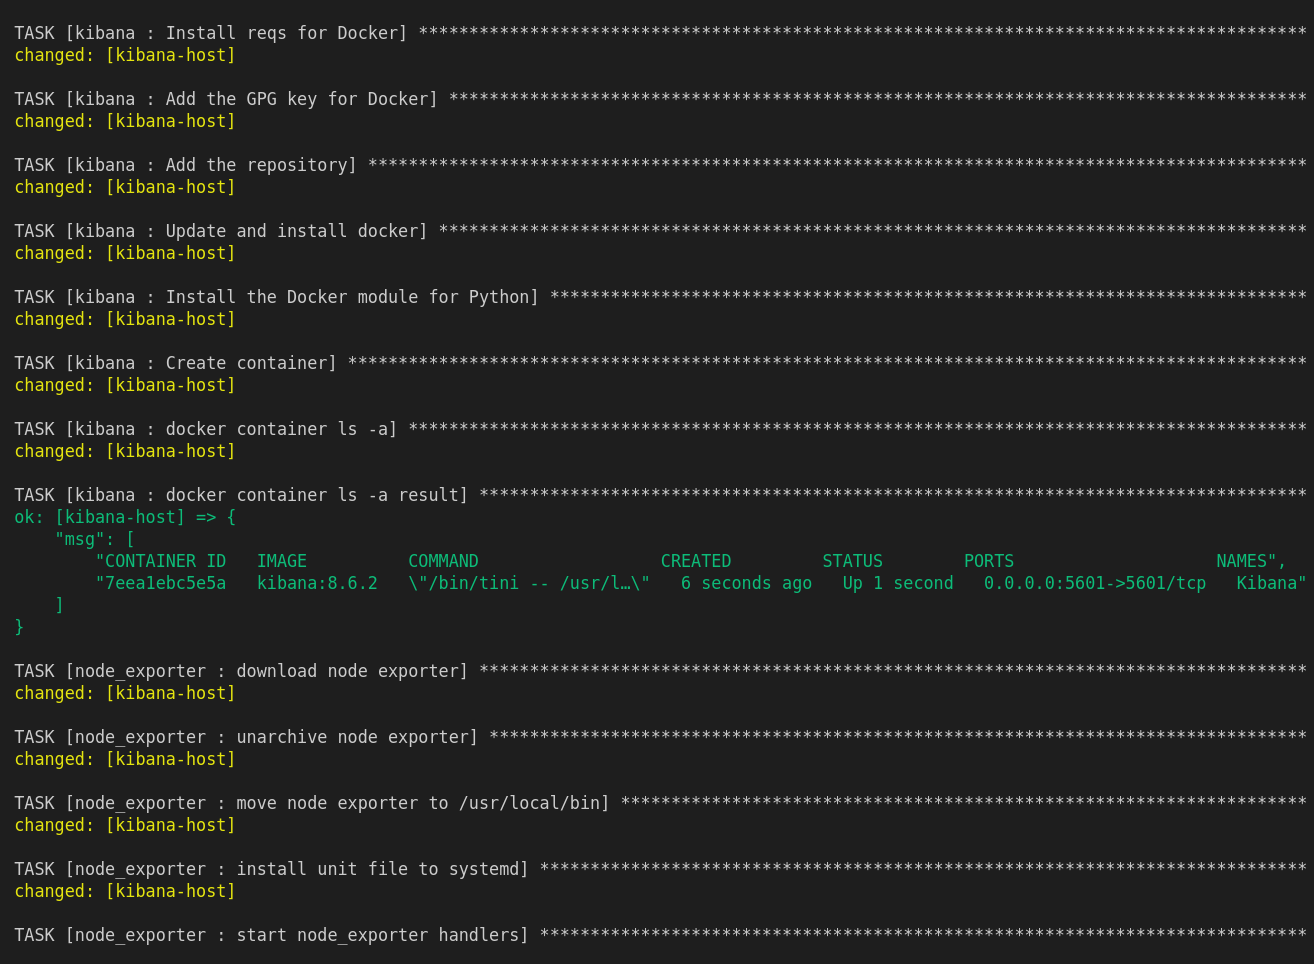 TASK [kibana : Install reqs for Docker] ****************************************************************************************
changed: [kibana-host]

TASK [kibana : Add the GPG key for Docker] *************************************************************************************
changed: [kibana-host]

TASK [kibana : Add the repository] *********************************************************************************************
changed: [kibana-host]

TASK [kibana : Update and install docker] **************************************************************************************
changed: [kibana-host]

TASK [kibana : Install the Docker module for Python] ***************************************************************************
changed: [kibana-host]

TASK [kibana : Create container] ***********************************************************************************************
changed: [kibana-host]

TASK [kibana : docker container ls -a] *****************************************************************************************
changed: [kibana-host]

TASK [kibana : docker container ls -a result] **********************************************************************************
ok: [kibana-host] => {
    "msg": [
        "CONTAINER ID   IMAGE          COMMAND                  CREATED         STATUS        PORTS                    NAMES",
        "7eea1ebc5e5a   kibana:8.6.2   \"/bin/tini -- /usr/l…\"   6 seconds ago   Up 1 second   0.0.0.0:5601->5601/tcp   Kibana"
    ]
}

TASK [node_exporter : download node exporter] **********************************************************************************
changed: [kibana-host]

TASK [node_exporter : unarchive node exporter] *********************************************************************************
changed: [kibana-host]

TASK [node_exporter : move node exporter to /usr/local/bin] ********************************************************************
changed: [kibana-host]

TASK [node_exporter : install unit file to systemd] ****************************************************************************
changed: [kibana-host]

TASK [node_exporter : start node_exporter handlers] ****************************************************************************